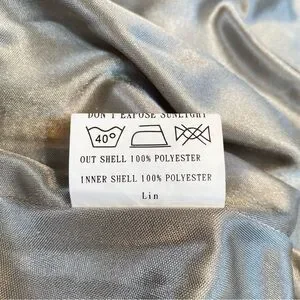 DON'T EXPOSE SUNLIGHT
40°
OUT SHELL 100% POLYESTER
INNER SHELL 100% POLYESTER
Lin